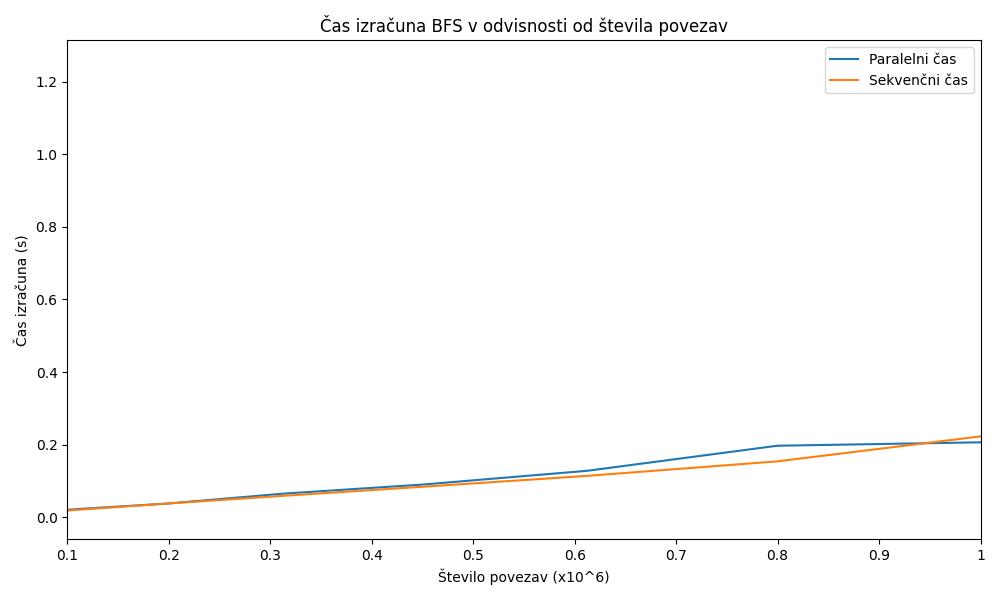 Čas izračuna BFS v odvisnosti od števila povezav
Paralelni čas
Sekvenčni čas
Čas izračuna (s)
1.2
1.0
0.8
0.6
0.4
0.2
0.0
0.1 0.2 0.3 0.4 0.5 0.6 0.7 0.8 0.9 1
Število povezav (x10^6)